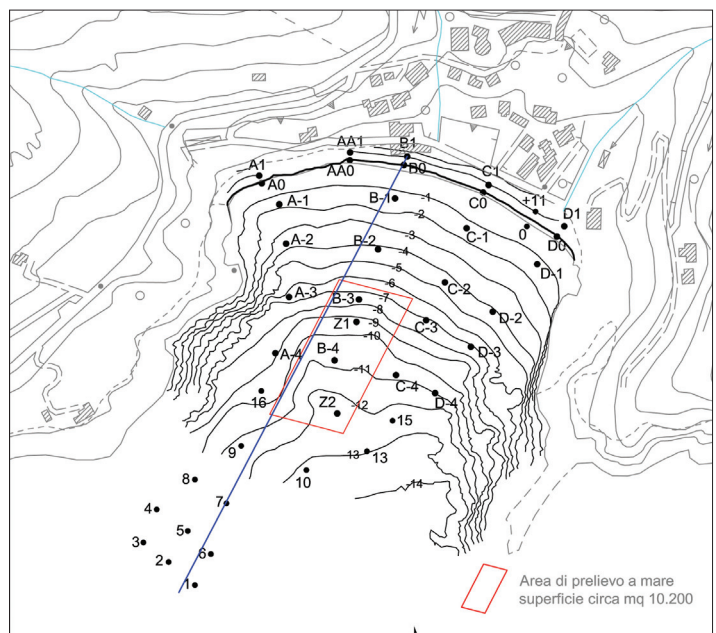 AA1
B1
A1
AA0
B0
A0
C1
C0
+11
D1
A-1
B-1
-1
-2
C-1
0
D0
A-2
-3
B-2
-4
-5
D-1
-6
C-2
A-3
B-3
-7
-8
D-2
Z1
-9
C-3
-10
A-4
B-4
D-3
-11
C-4
16
Z2
-12
D-4
15
9
13
13
10
-14
8
7
4
5
3
6
2
1
Area di prelievo a mare
superficie circa mq 10.200